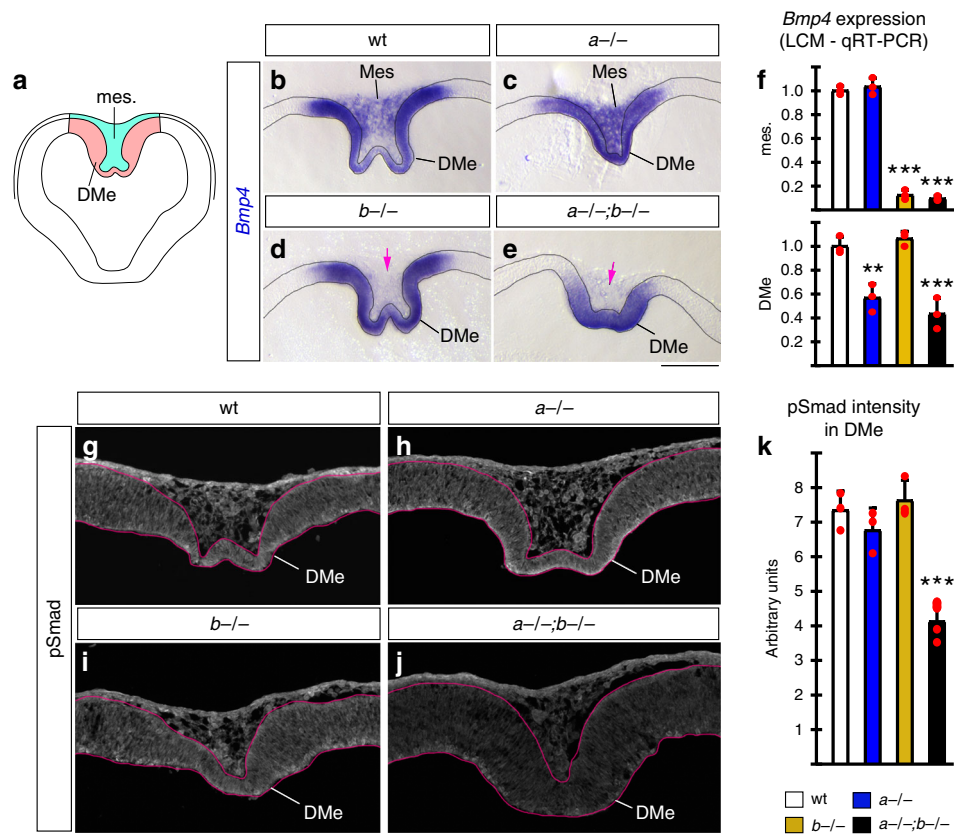 a
mes.
DMe
wt
a–/–
Bmp4
b
Mes
DMe
c
Mes
DMe
b–/–
a–/–;b–/–
d
DMe
e
DMe
Bmp4 expression
(LCM - qRT-PCR)
f
mes.
1.0
0.8
0.6
0.4
0.2
***
***
DMe
1.0
0.8
0.6
0.4
0.2
**
***
wt
a–/–
pSmad
g
DMe
h
DMe
b–/–
a–/–;b–/–
i
DMe
j
DMe
pSmad intensity
in DMe
k
Arbitrary units
8
7
6
5
4
3
2
1
***
wt
a–/–
b–/–
a–/–;b–/–